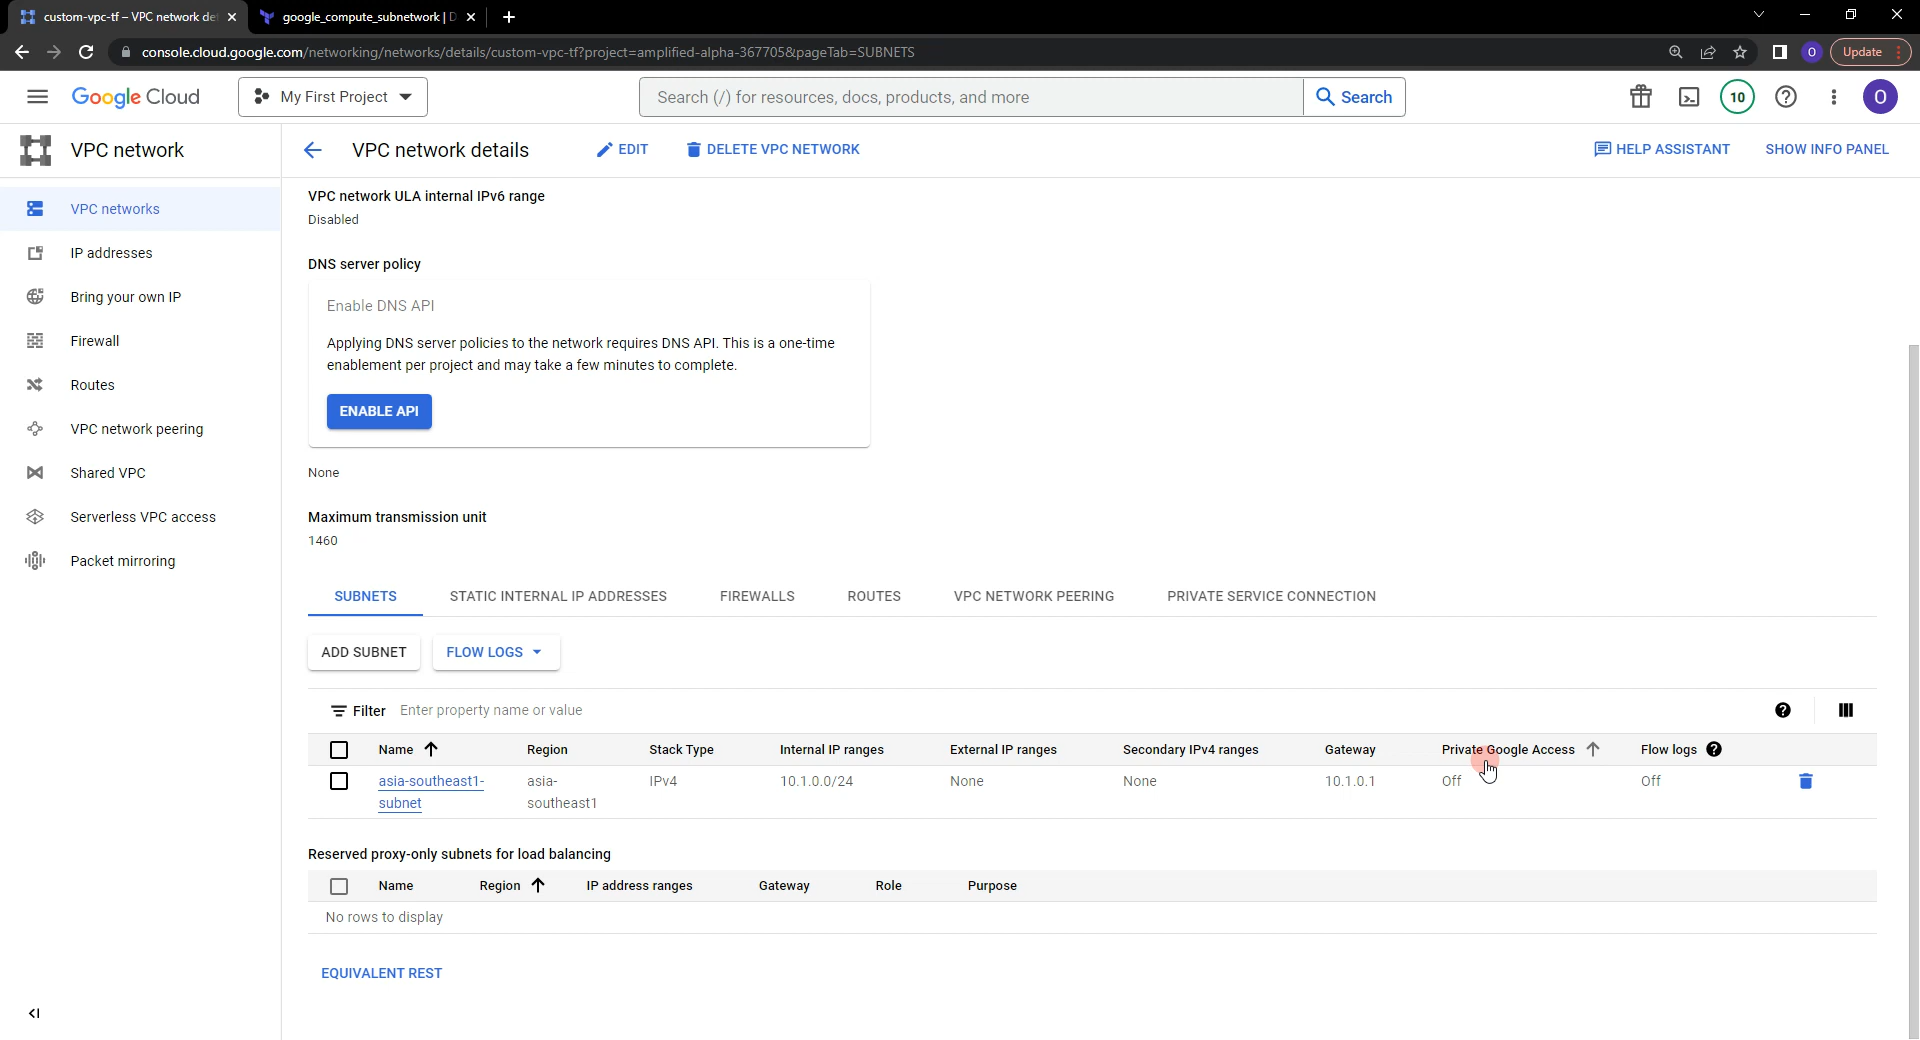 custom-vpc-tf – VPC network det
google_compute_subnetwork | D
console.cloud.google.com/networking/networks/details/custom-vpc-tf?project=amplified-alpha-367705&pageTab=SUBNETS
O
Update
Google Cloud
My First Project
Search (/) for resources, docs, products, and more
Search
10
O
VPC network
VPC network details
EDIT
DELETE VPC NETWORK
HELP ASSISTANT
SHOW INFO PANEL
VPC networks
IP addresses
Bring your own IP
Firewall
Routes
VPC network peering
Shared VPC
Serverless VPC access
Packet mirroring
VPC network ULA internal IPv6 range
Disabled
DNS server policy
Enable DNS API
Applying DNS server policies to the network requires DNS API. This is a one-time
enablement per project and may take a few minutes to complete.
ENABLE API
None
Maximum transmission unit
1460
SUBNETS STATIC INTERNAL IP ADDRESSES FIREWALLS ROUTES VPC NETWORK PEERING PRIVATE SERVICE CONNECTION
ADD SUBNET FLOW LOGS
Filter Enter property name or value
Name Region Stack Type Internal IP ranges External IP ranges Secondary IPv4 ranges Gateway Private Google Access Flow logs
asia-southeast1- asia- IPv4 10.1.0.0/24 None None 10.1.0.1 Off Off
subnet southeast1
Reserved proxy-only subnets for load balancing
Name Region IP address ranges Gateway Role Purpose
No rows to display
EQUIVALENT REST